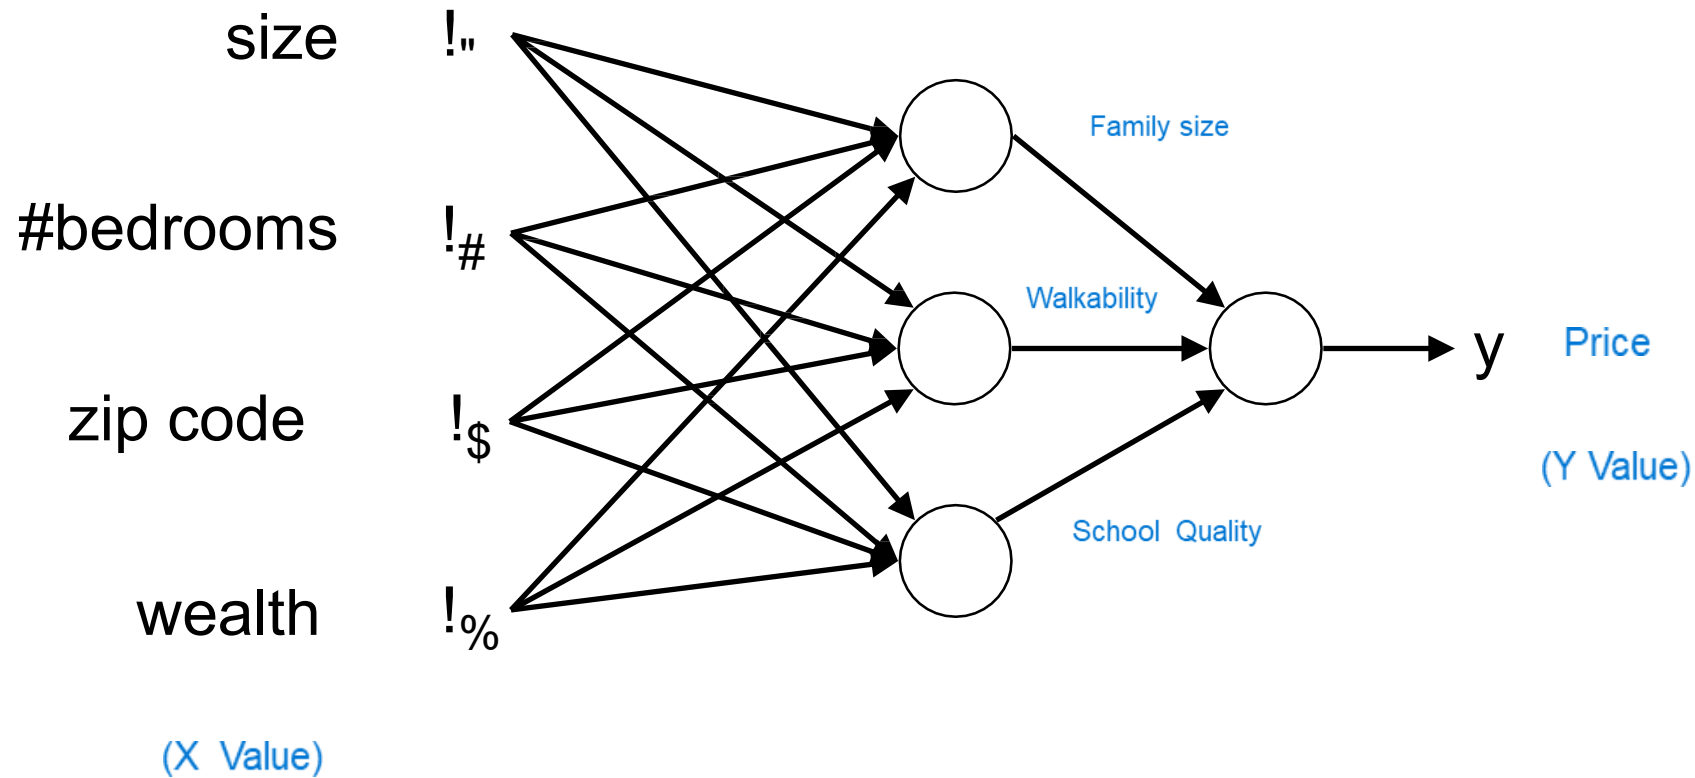 size !"
Family size
#bedrooms !#
Walkability
y Price
zip code !$
(Y Value)
School Quality
wealth !%
(X Value)